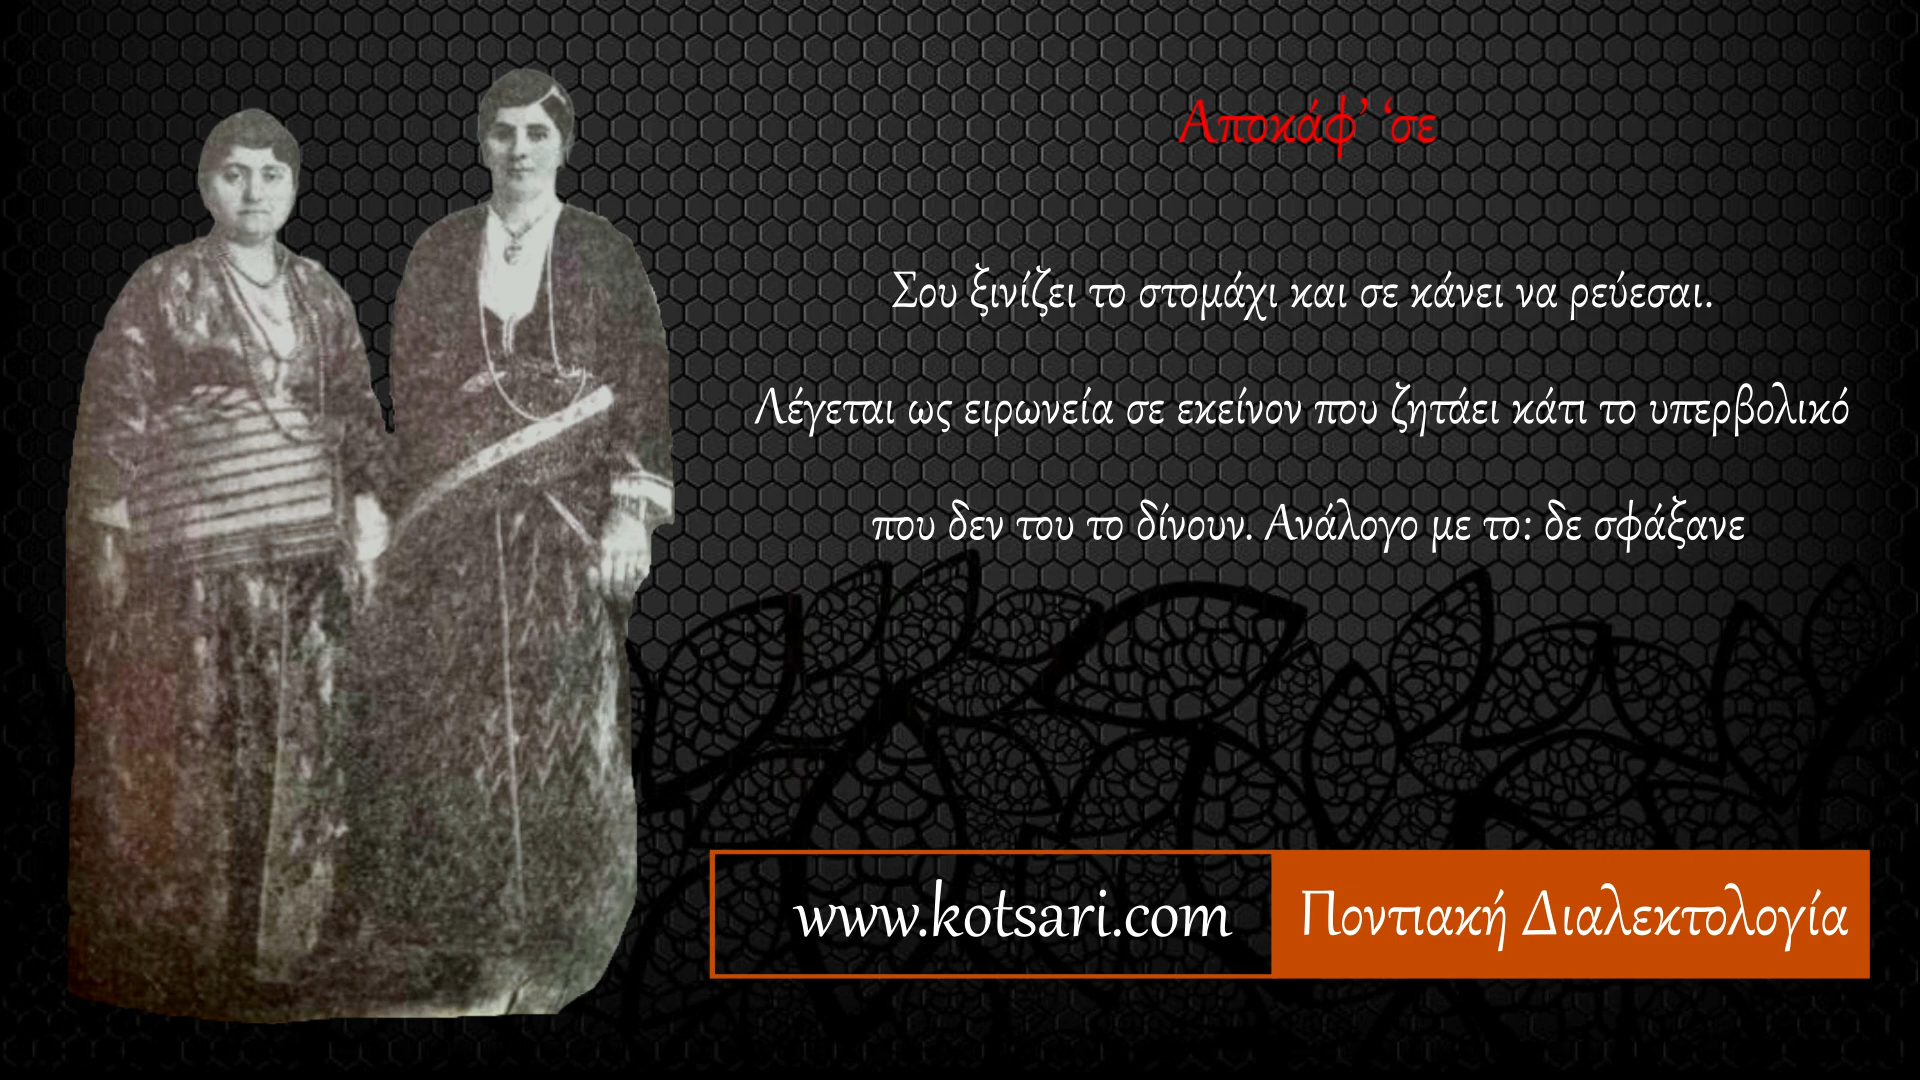 Αποκάφ’ ‘σε
Σου ξινίζει το στομάχι και σε κάνει να ρεύεσαι.
Λέγεται ως ειρωνεία σε εκείνον που ζητάει κάτι το υπερβολικό
που δεν του το δίνουν. Ανάλογο με το: δε σφάξανε
www.kotsari.com
Ποντιακή Διαλεκτολογία